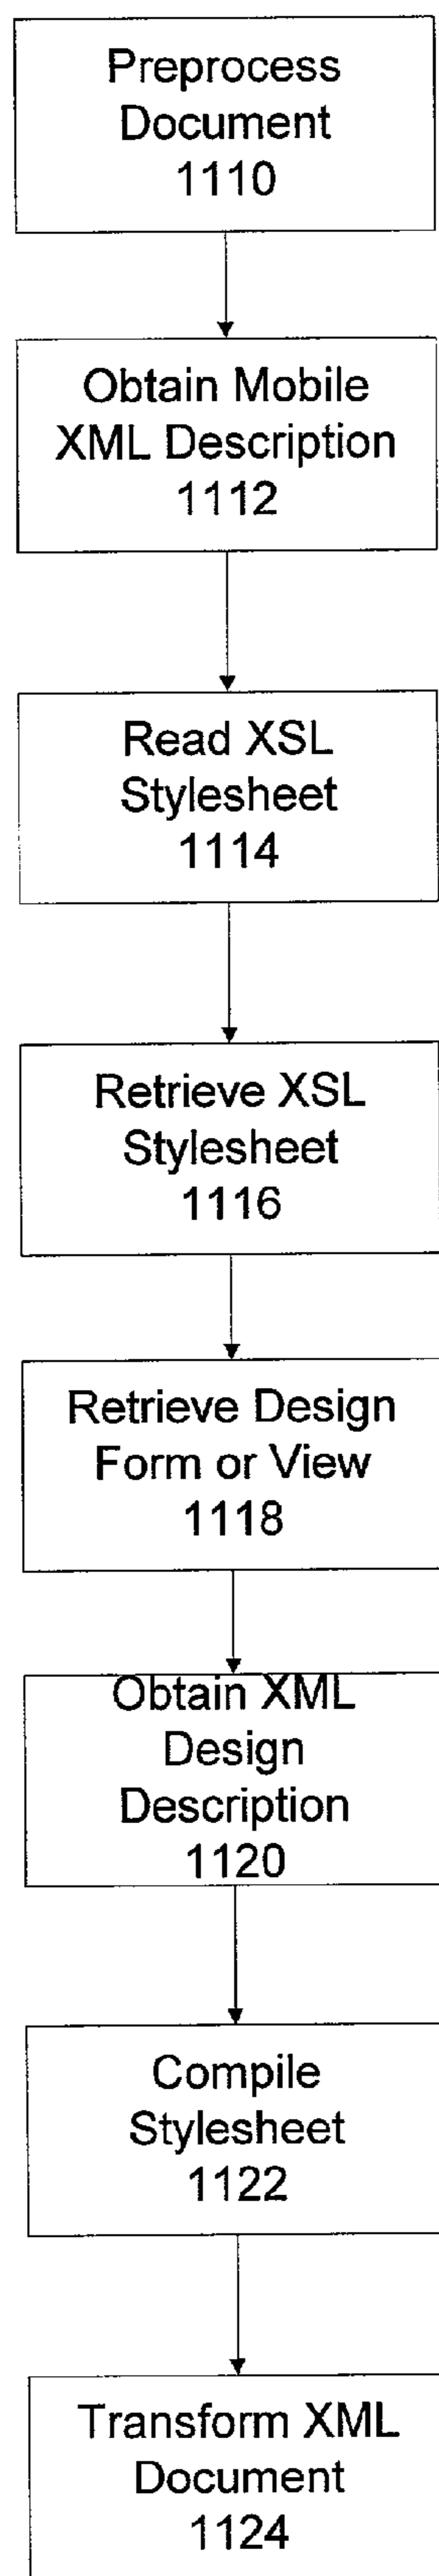 Preprocess
Document
1110
Obtain Mobile
XML Description
1112
Read XSL
Stylesheet
1114
Retrieve XSL
Stylesheet
1116
Retrieve Design
Form or View
1118
Obtain XML
Design
Description
1120
Compile
Stylesheet
1122
Transform XML
Document
1124